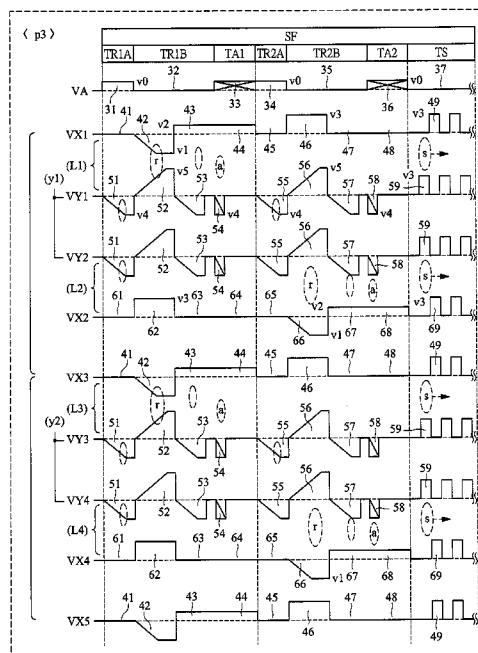 ⟨ p3 ⟩
SF
TR1A TR1B TA1 TR2A TR2B TA2 TS
32 35 37
VA v0 v0 v0
31 33 34 36
41 42 43 44 v3 49
v2 v3
VX1
v1 45 46 47 48
(L1) r a s
(y1) 51 v5 53 56 v5 v3
52 55 57 58 59
VY1
v4 54 v4 v4
51 53 56 59
VY2
52 54 55 57 58
(L2) r a s
61 v3 63 64 65 v2 v3
VX2
62 66 v1 67 68 69
41 42 43 44 45 47 48 49
VX3
46
(L3) r a s
(y2) 51 53 56 58
52 55 57 59
VY3
54
51 53 55 56 57 59
VY4
52 54 58
(L4) r a s
61 63 64 65
VX4
62 66 v1 67 68 69
41 42 43 44 45 47 48
VX5
46 49